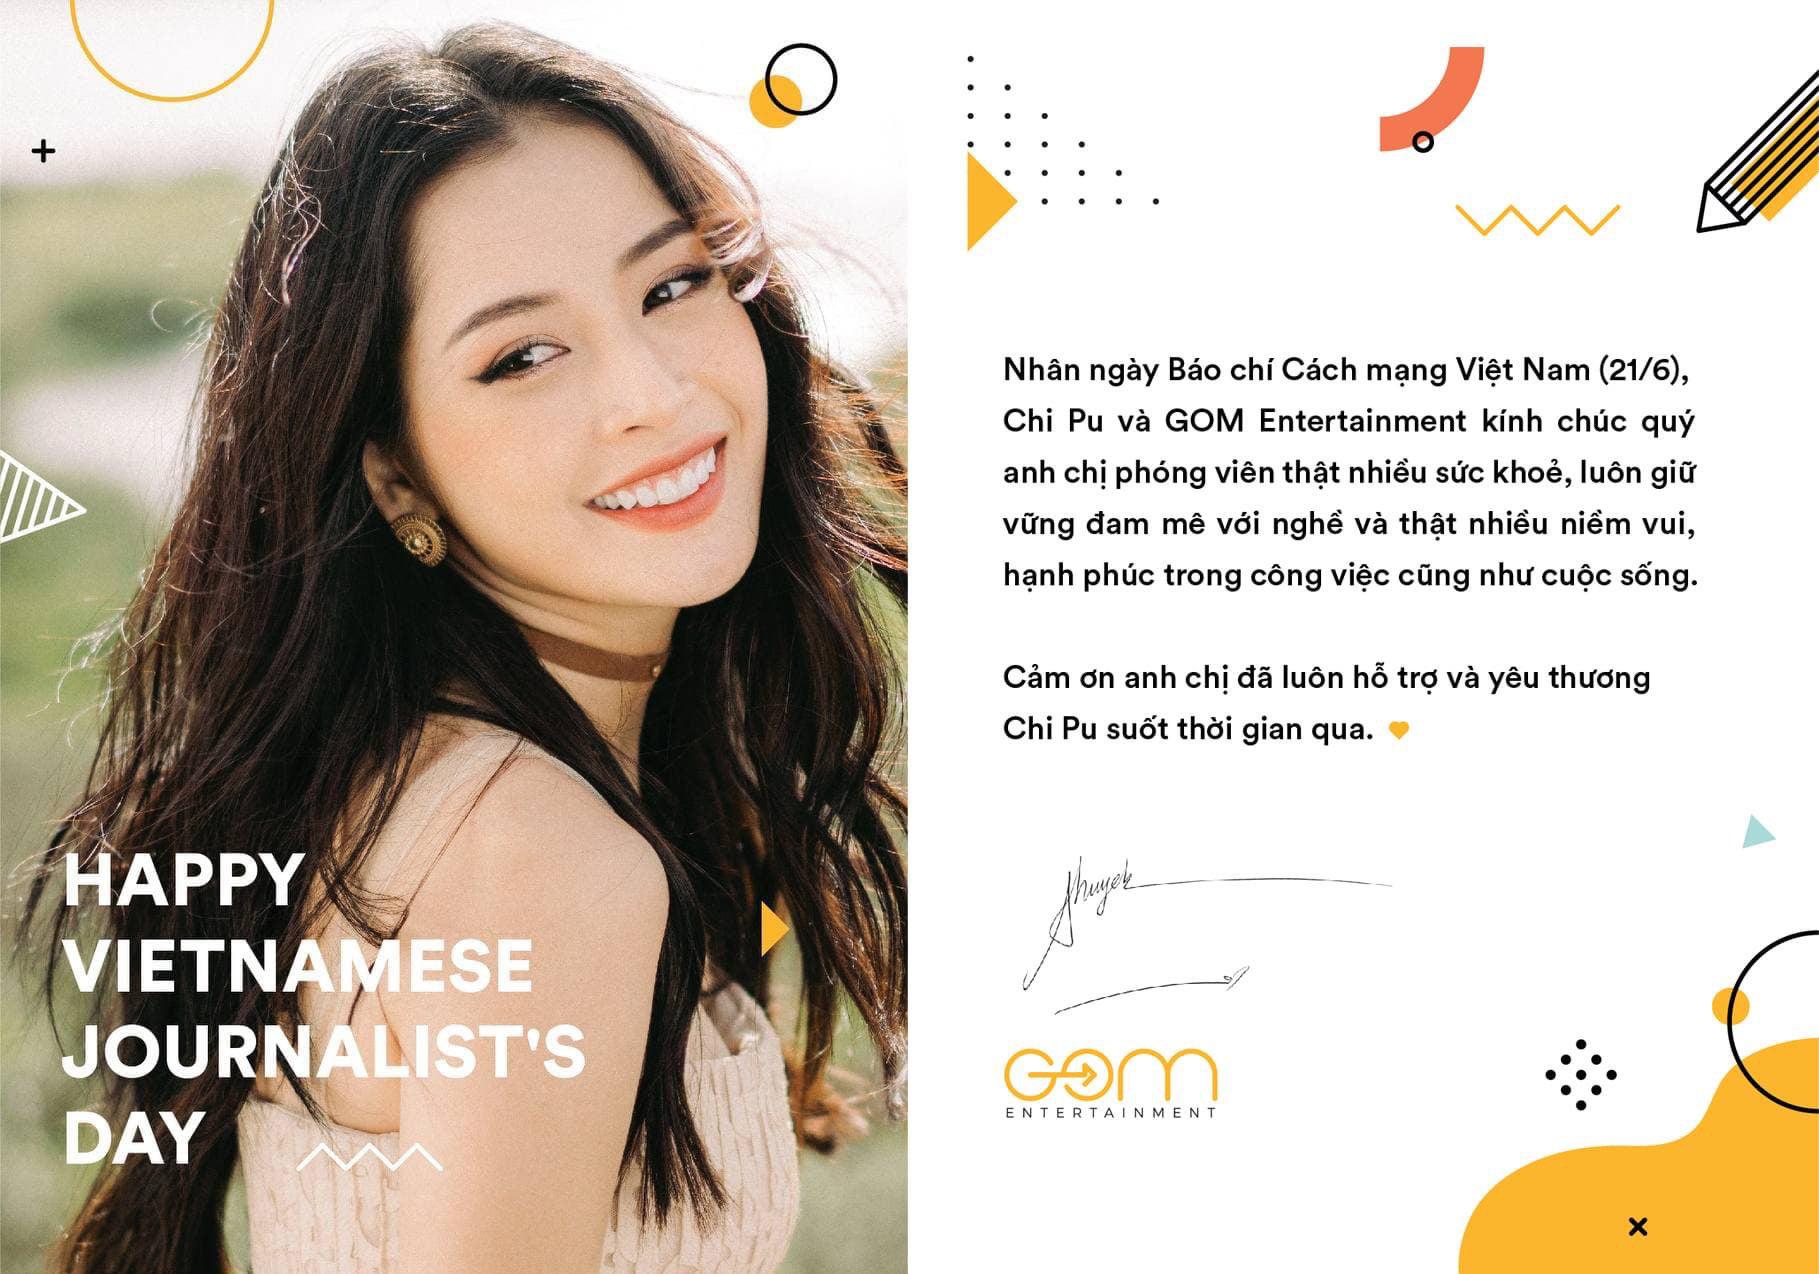 HAPPY
VIETNAMESE
JOURNALIST'S
DAY
Nhân ngày Báo chí Cách mạng Việt Nam (21/6),
Chi Pu và GOM Entertainment kính chúc quý
anh chị phóng viên thật nhiều sức khoẻ, luôn giữ
vững đam mê với nghề và thật nhiều niềm vui,
hạnh phúc trong công việc cũng như cuộc sống.
Cảm ơn anh chị đã luôn hỗ trợ và yêu thương
Chi Pu suốt thời gian qua.
GOM
ENTERTAINMENT